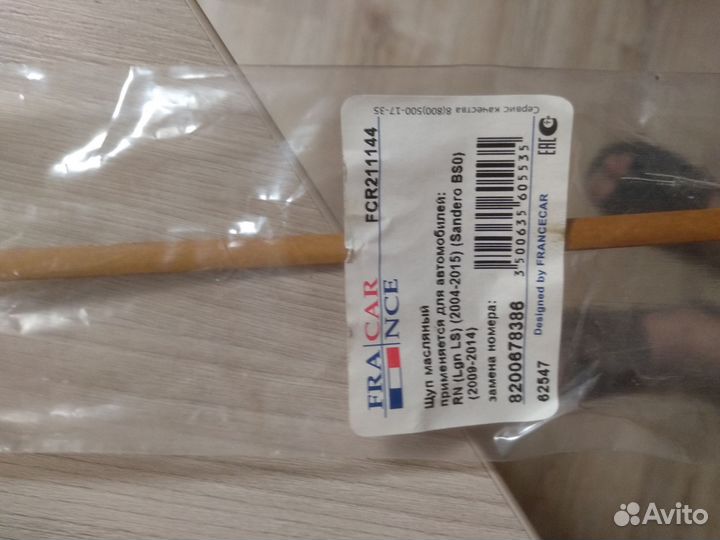 FRA CAR
NCE
FCR211144
Щуп масляный
применяется для автомобилей:
RN (Lgn LS) (2004-2015) (Sandero BS0)
(2009-2014)
замена номера:
8200678386
62547
3 500635 605535
Designed by FRANCECAR
EAC
Сервис качества 8(800)500-17-35
Avito